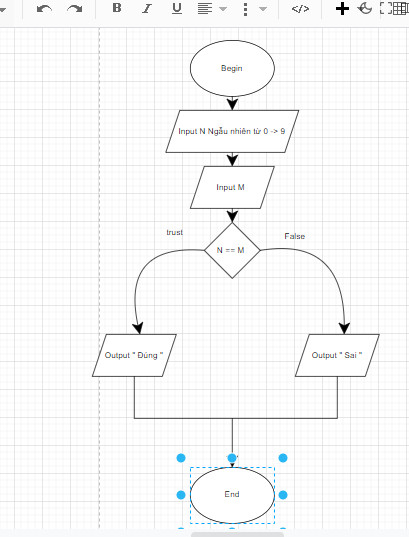 B I U </>
Begin
Input N Ngẫu nhiên từ 0 -> 9
Input M
trust
False
N == M
Output " Đúng "
Output " Sai "
End